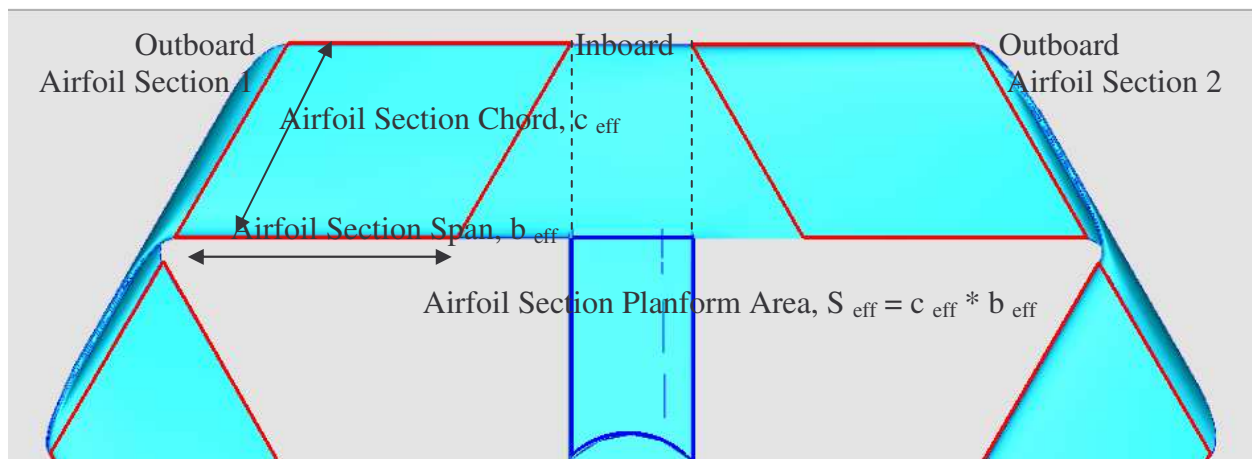 Outboard
Airfoil Section 1
Inboard
Outboard
Airfoil Section 2
Airfoil Section Chord, c eff
Airfoil Section Span, b eff
Airfoil Section Planform Area, S eff = c eff * b eff